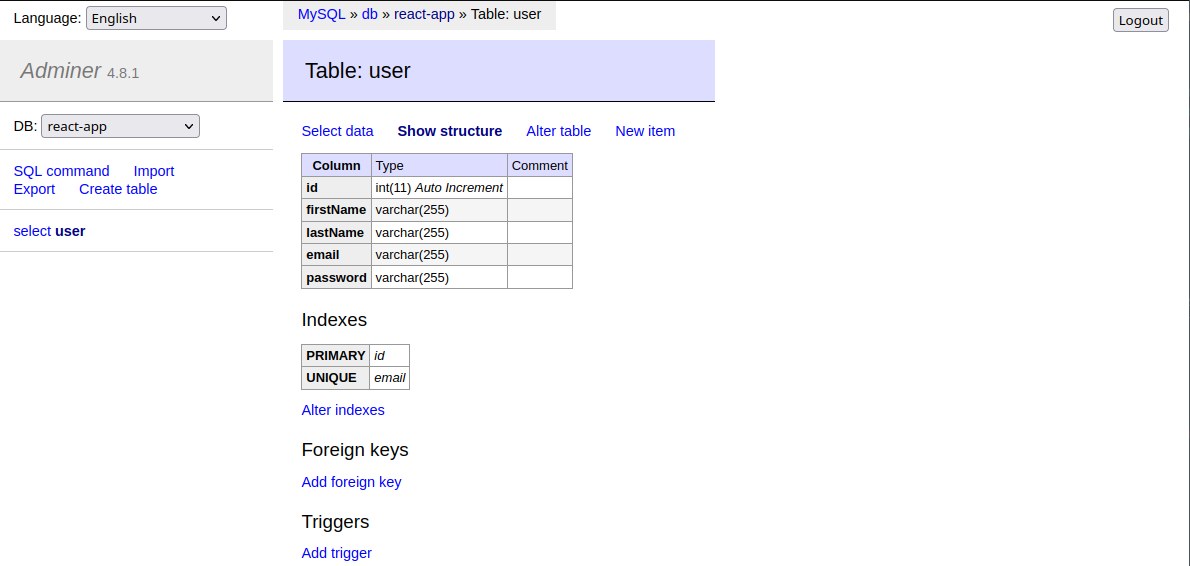 Language: English
MySQL » db » react-app » Table: user
Logout
Adminer 4.8.1
DB: react-app
SQL command Import
Export Create table
select user
Table: user
Select data Show structure Alter table New item
Column Type Comment
id int(11) Auto Increment
firstName varchar(255)
lastName varchar(255)
email varchar(255)
password varchar(255)
Indexes
PRIMARY id
UNIQUE email
Alter indexes
Foreign keys
Add foreign key
Triggers
Add trigger